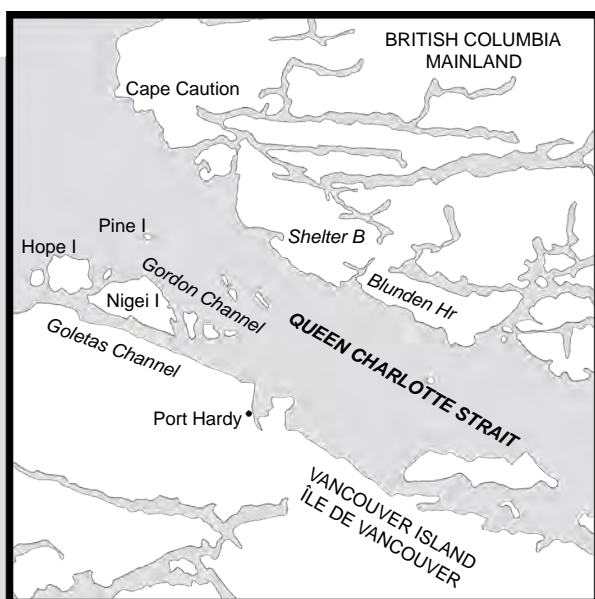 BRITISH COLUMBIA
MAINLAND
Cape Caution
Pine I
Shelter B
Hope I
Gordon Channel
Nigei I
Blunden Hr
Goletas Channel
QUEEN CHARLOTTE STRAIT
Port Hardy
VANCOUVER ISLAND
ÎLE DE VANCOUVER